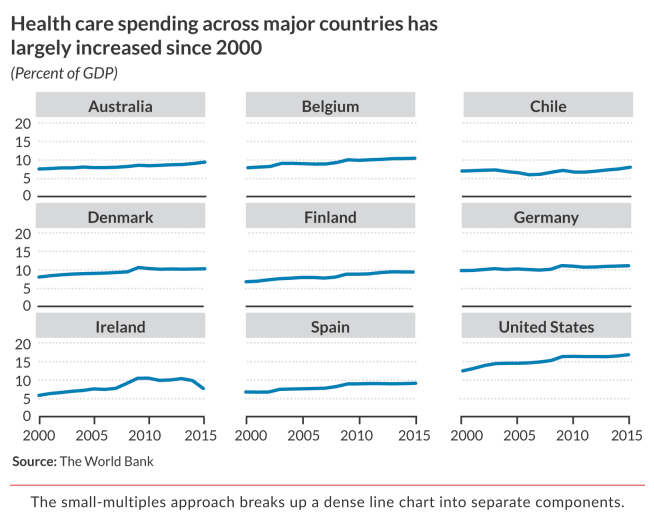 Health care spending across major countries has
largely increased since 2000
(Percent of GDP)
Australia Belgium Chile
20
15
10
5
0
Denmark Finland Germany
20
15
10
5
0
Ireland Spain United States
20
15
10
5
0
2000 2005 2010 2015 2000 2005 2010 2015 2000 2005 2010 2015
Source: The World Bank
The small-multiples approach breaks up a dense line chart into separate components.